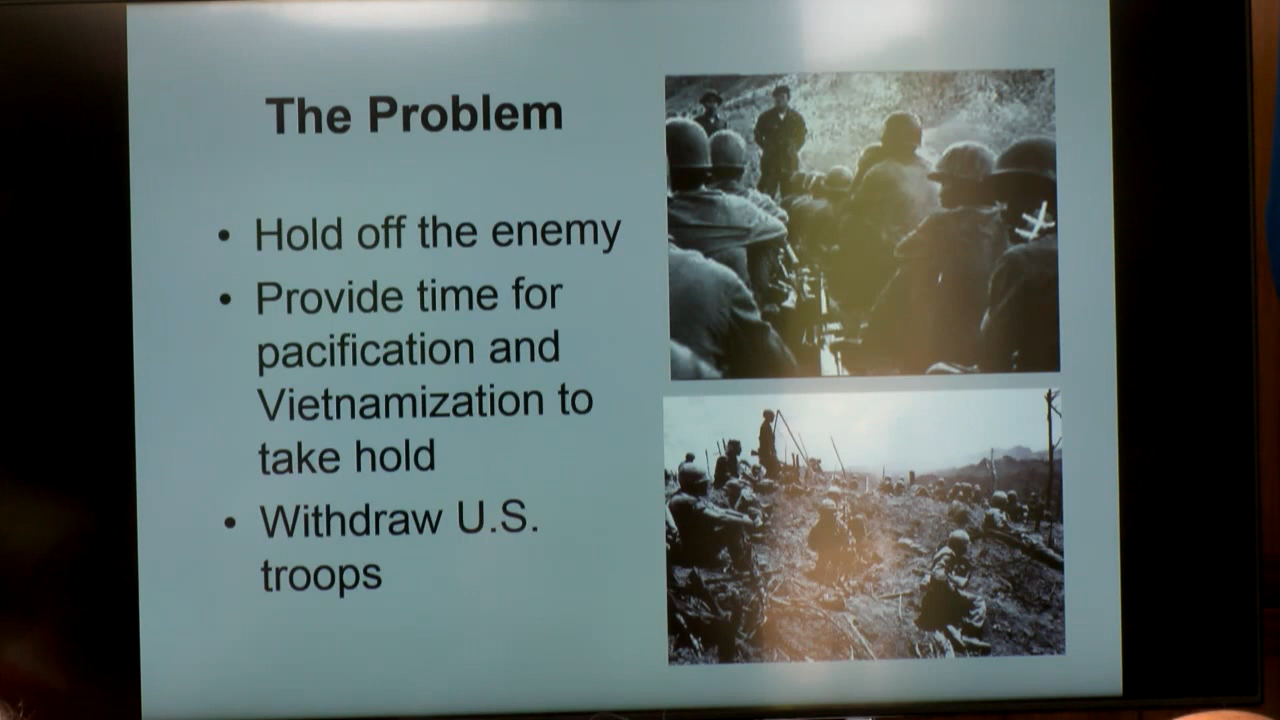 The Problem
• Hold off the enemy
• Provide time for
pacification and
Vietnamization to
take hold
• Withdraw U.S.
troops